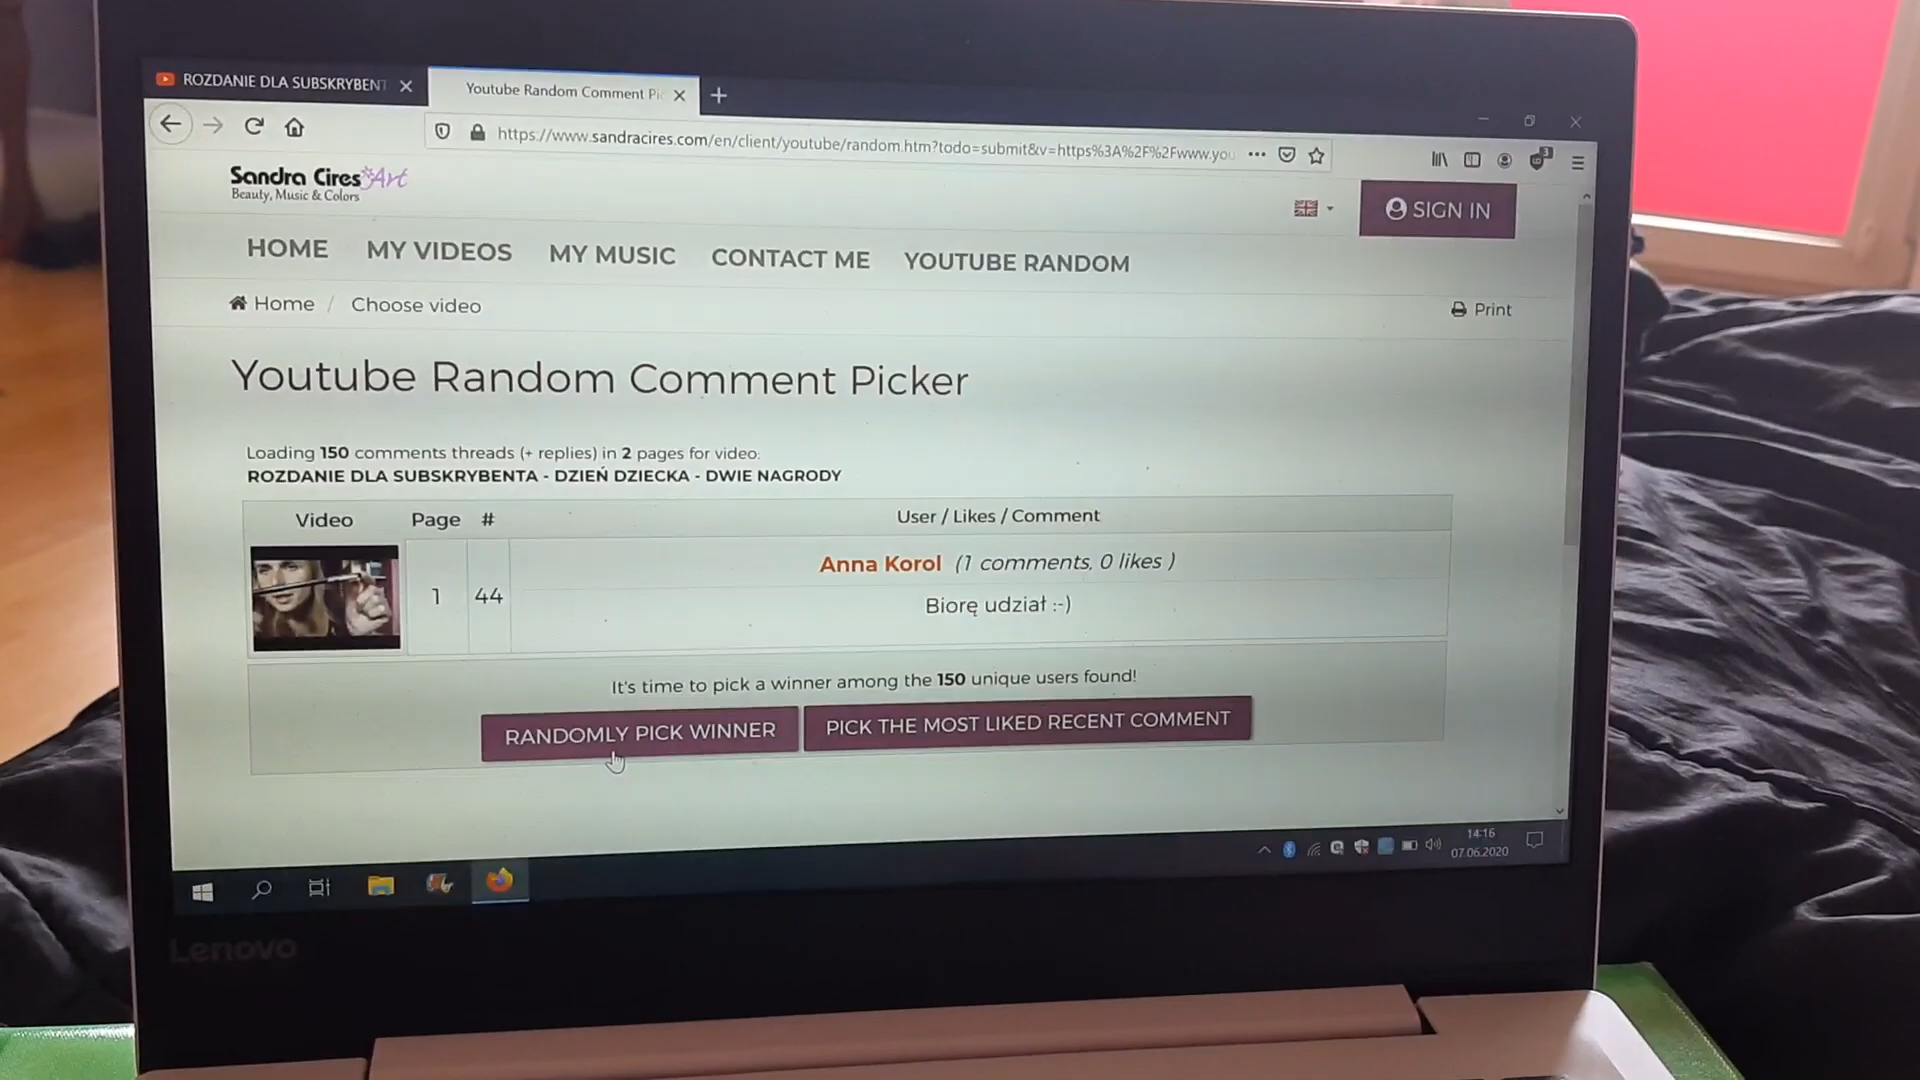 ROZDANIE DLA SUBSKRYBENT
Youtube Random Comment Pi
https://www.sandracires.com/en/client/youtube/random.htm?todo=submit&v=https%3A%2F%2Fwww.you
3
Sandra Cires Art
Beauty, Music & Colors
SIGN IN
HOME MY VIDEOS MY MUSIC CONTACT ME YOUTUBE RANDOM
Home / Choose video
Print
Youtube Random Comment Picker
Loading 150 comments threads (+ replies) in 2 pages for video:
ROZDANIE DLA SUBSKRYBENTA - DZIEŃ DZIECKA - DWIE NAGRODY
Video Page # User / Likes / Comment
Anna Korol (1 comments, 0 likes )
1 44
Biorę udział :-)
It's time to pick a winner among the 150 unique users found!
RANDOMLY PICK WINNER PICK THE MOST LIKED RECENT COMMENT
14:16
07.06.2020
Lenovo